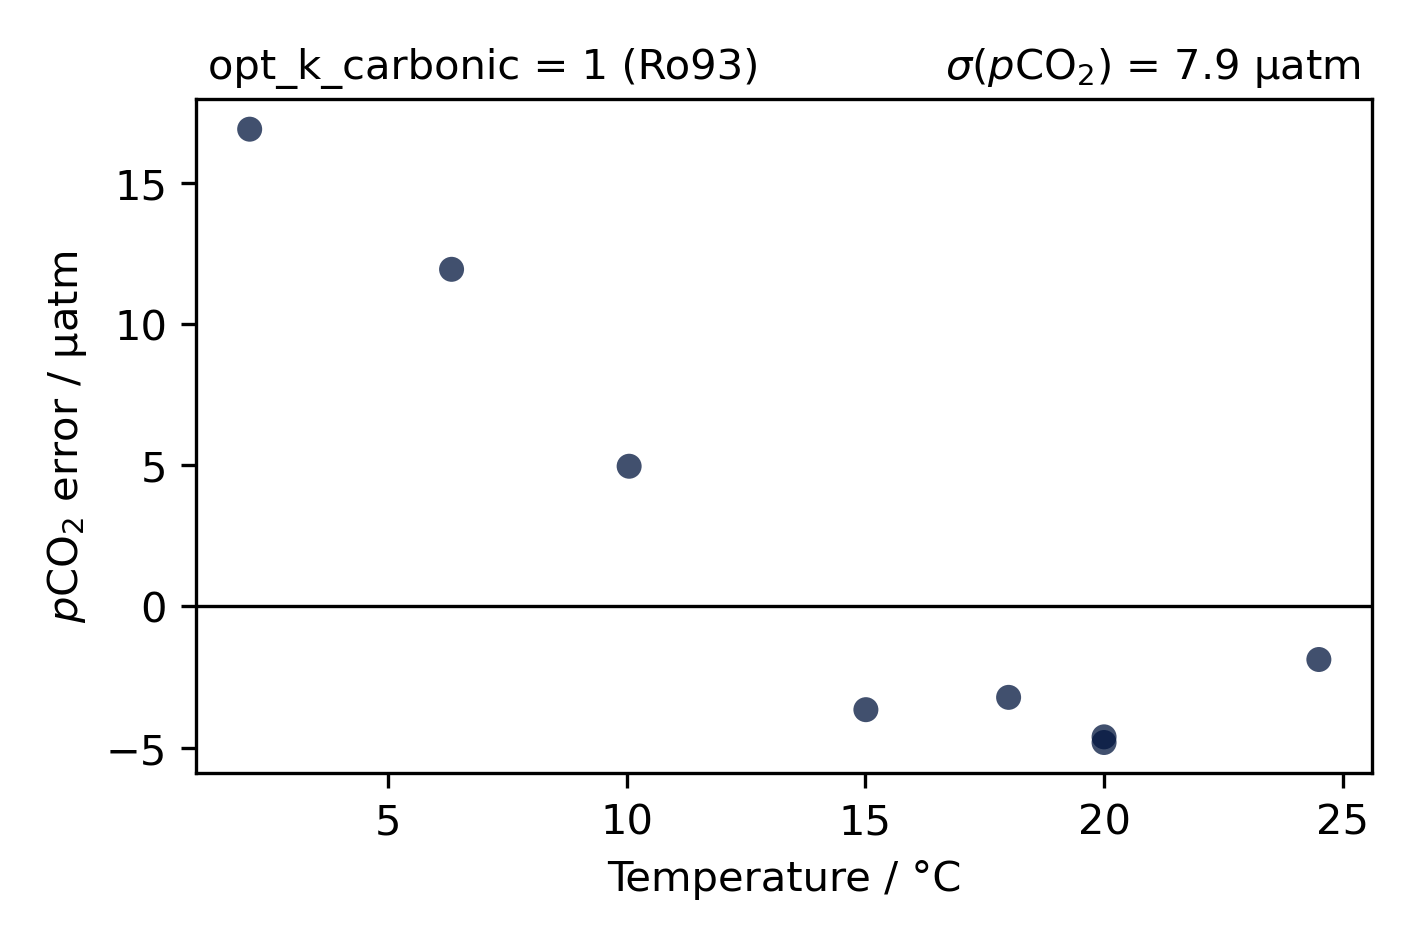 opt_k_carbonic = 1 (Ro93)
σ(pCO₂) = 7.9 µatm
pCO₂ error / µatm
15
10
5
0
−5
5
10
15
20
25
Temperature / °C